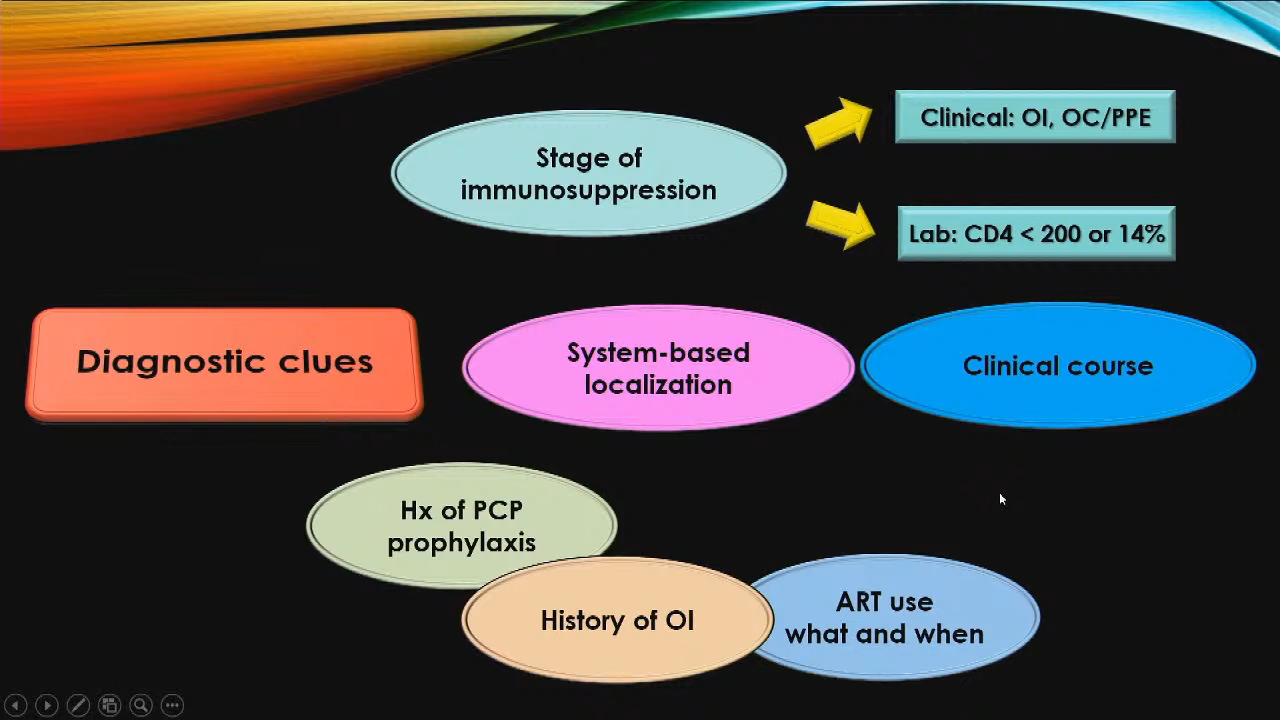 Stage of
immunosuppression
Clinical: OI, OC/PPE
Lab: CD4 < 200 or 14%
Diagnostic clues
System-based
localization
Clinical course
Hx of PCP
prophylaxis
History of OI
ART use
what and when